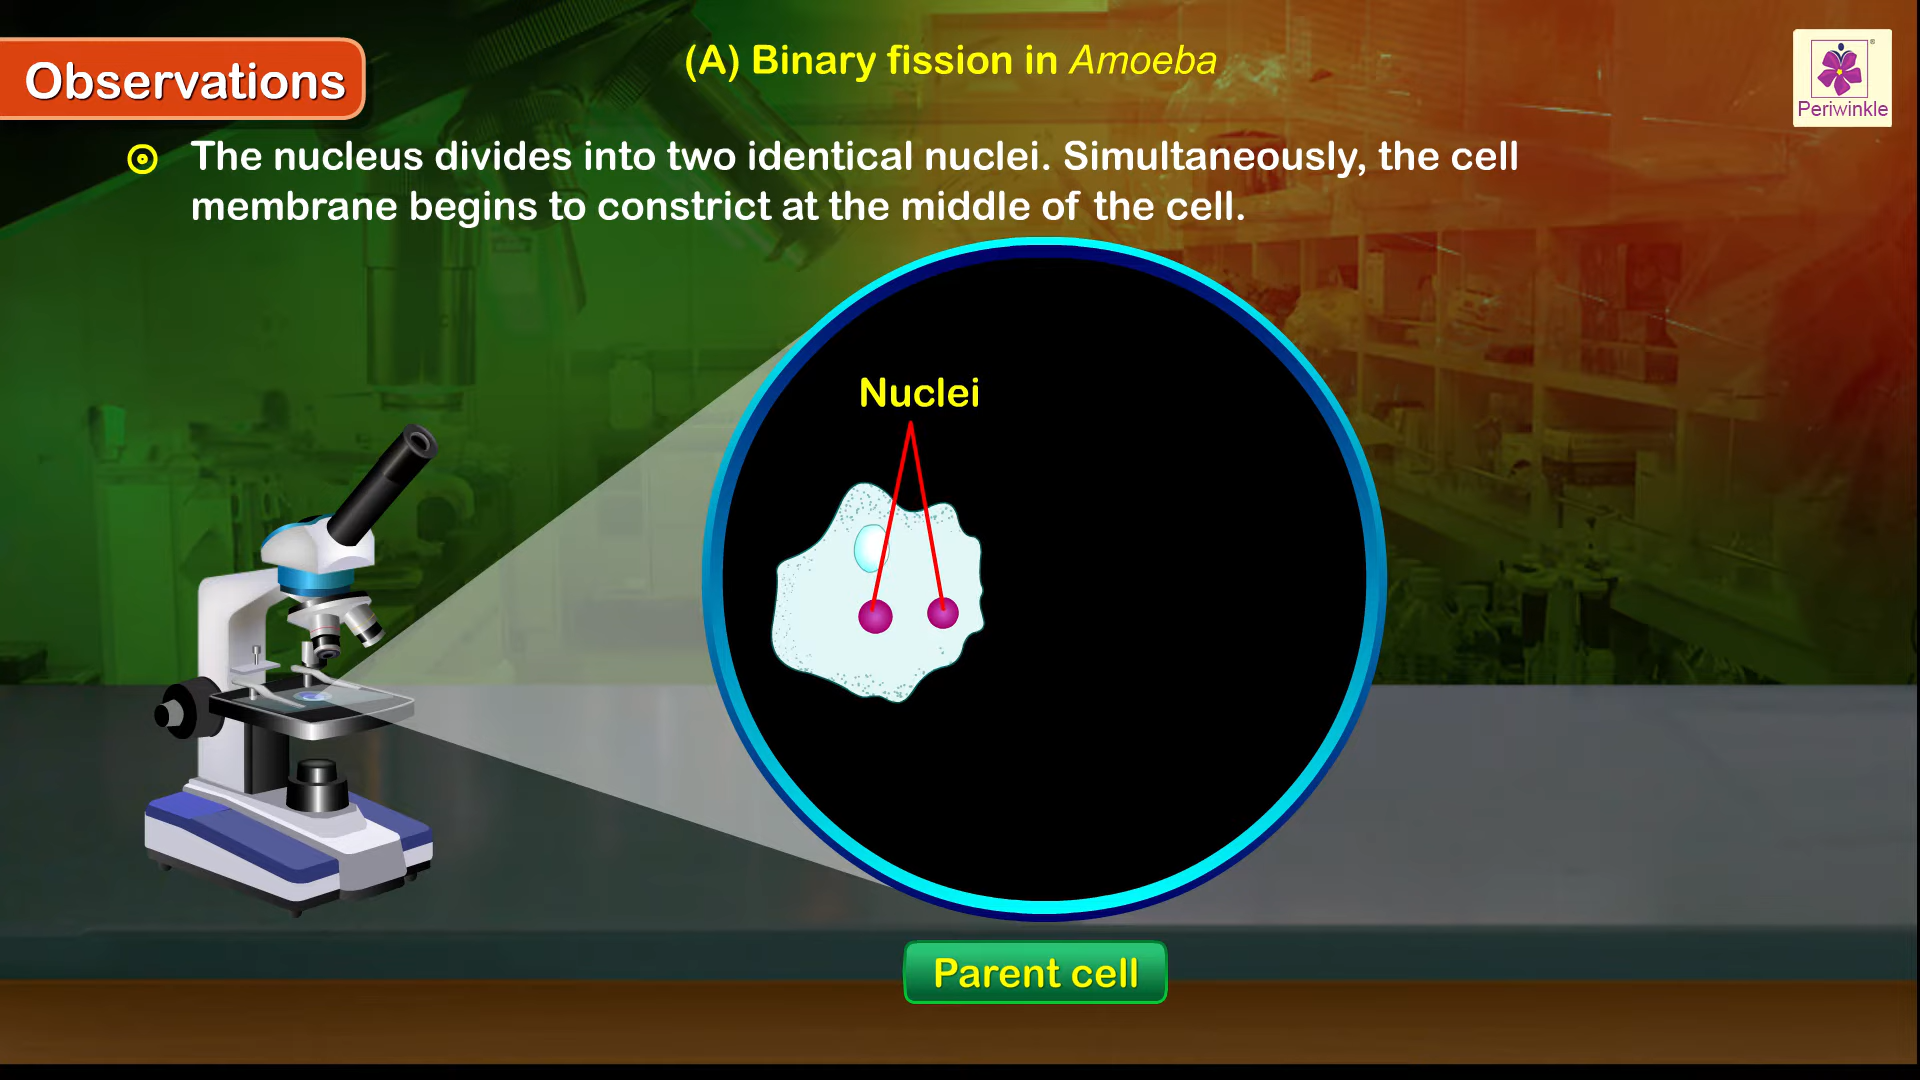 (A) Binary fission in Amoeba
Observations
Periwinkle
The nucleus divides into two identical nuclei. Simultaneously, the cell
membrane begins to constrict at the middle of the cell.
Nuclei
Parent cell